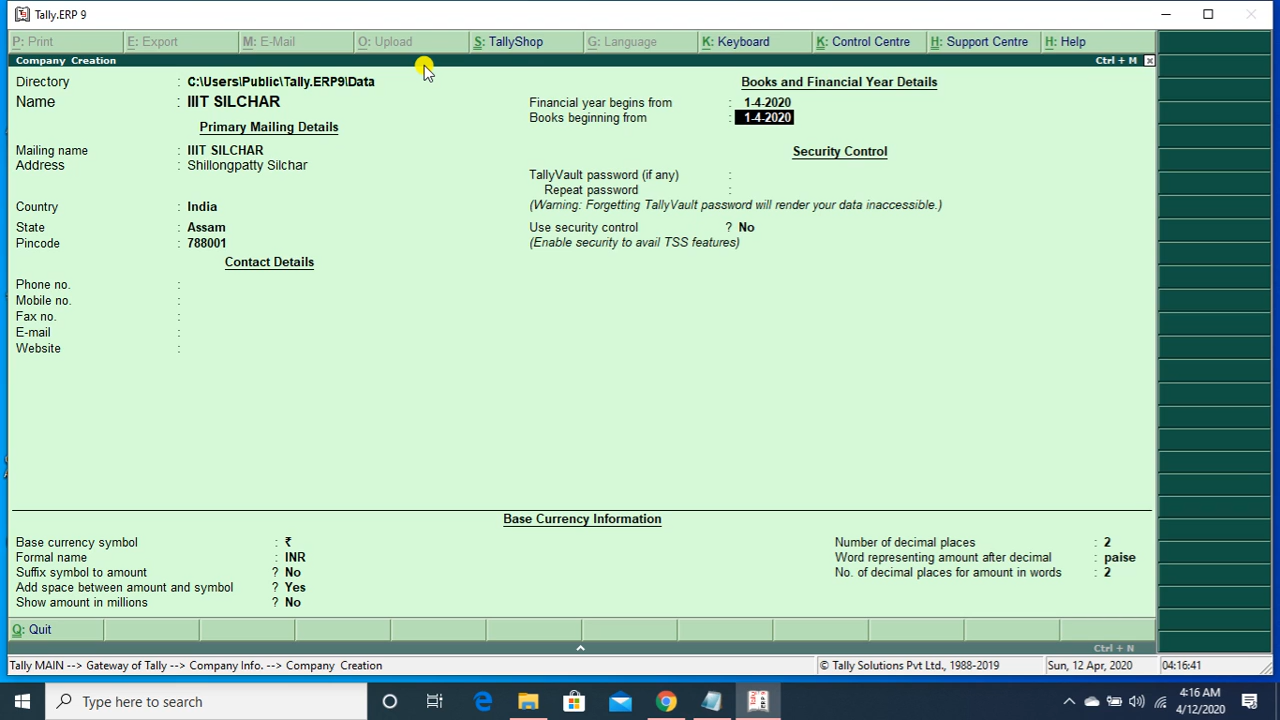 Tally.ERP 9
P: Print E: Export M: E-Mail O: Upload S: TallyShop G: Language K: Keyboard K: Control Centre H: Support Centre H: Help
Company Creation Ctrl + M
Directory : C:\Users\Public\Tally.ERP9\Data
Name : IIIT SILCHAR
Primary Mailing Details
Mailing name : IIIT SILCHAR
Address : Shillongpatty Silchar
Country : India
State : Assam
Pincode : 788001
Contact Details
Phone no. :
Mobile no. :
Fax no. :
E-mail :
Website :
Books and Financial Year Details
Financial year begins from : 1-4-2020
Books beginning from : 1-4-2020
Security Control
TallyVault password (if any) :
Repeat password :
(Warning: Forgetting TallyVault password will render your data inaccessible.)
Use security control ? No
(Enable security to avail TSS features)
Base Currency Information
Base currency symbol : ₹
Formal name : INR
Suffix symbol to amount ? No
Add space between amount and symbol ? Yes
Show amount in millions ? No
Number of decimal places : 2
Word representing amount after decimal : paise
No. of decimal places for amount in words : 2
Q: Quit
Ctrl + N
Tally MAIN --> Gateway of Tally --> Company Info. --> Company Creation © Tally Solutions Pvt Ltd., 1988-2019 Sun, 12 Apr, 2020 04:16:41
Type here to search
4:16 AM
4/12/2020